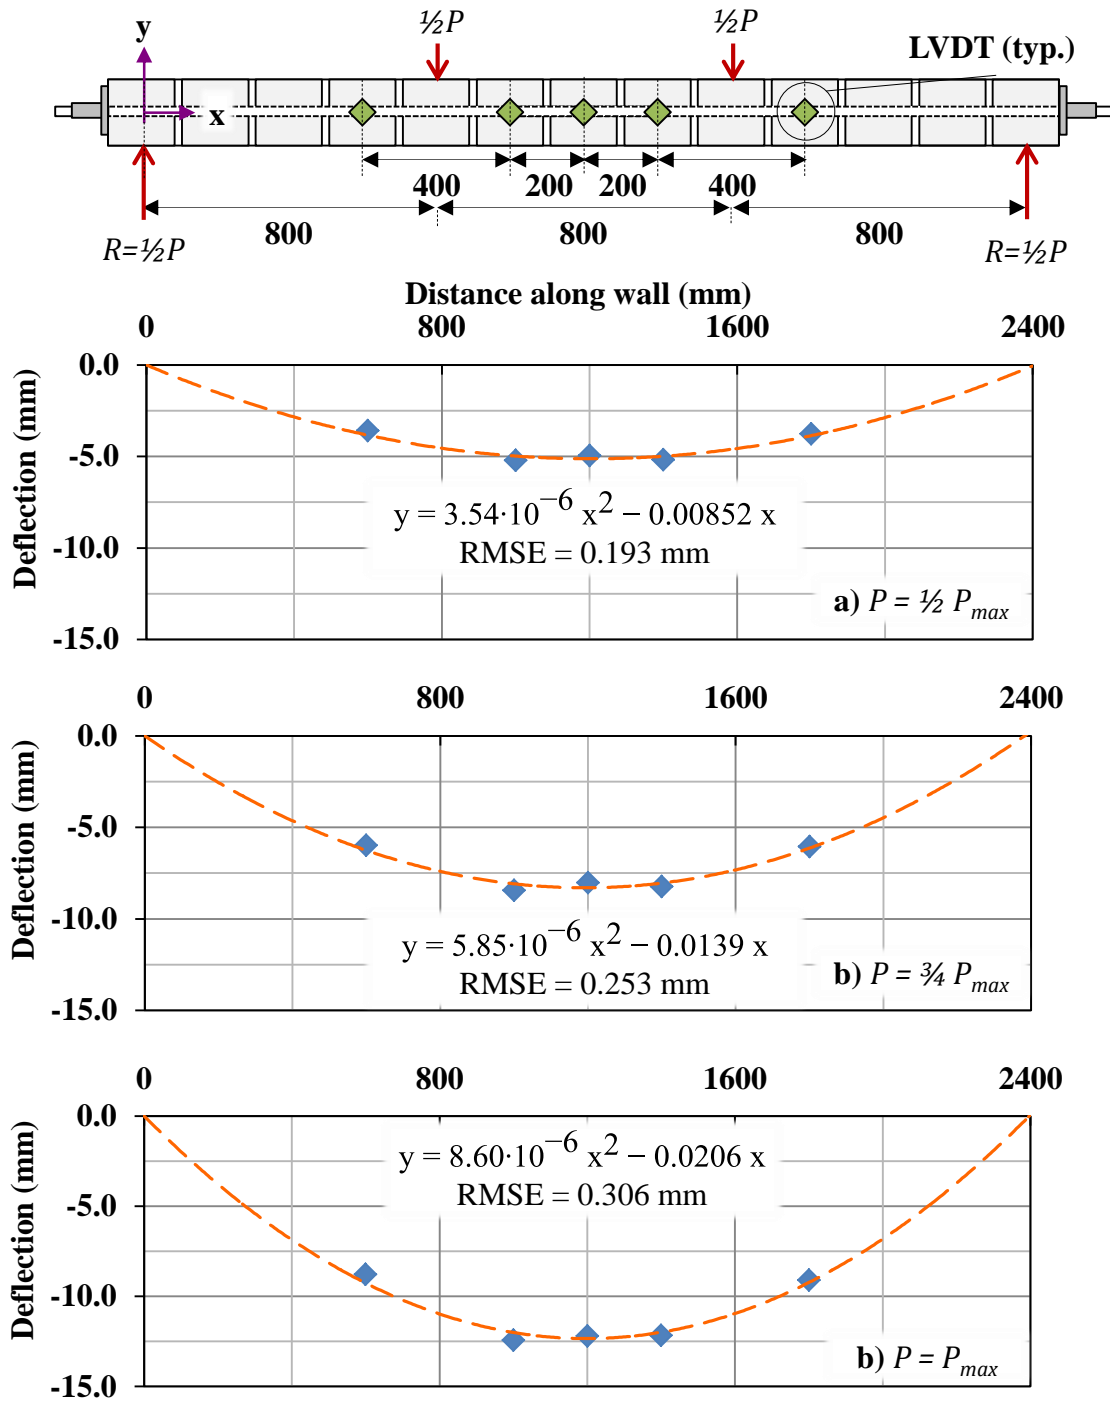 ½P ½P
y LVDT (typ.)
x
400 200 200 400
800 800 800
R=½P R=½P
Distance along wall (mm)
0 800 1600 2400
0.0
-5.0
-10.0
-15.0
Deflection (mm)
y = 3.54·10⁻⁶ x² − 0.00852 x
RMSE = 0.193 mm
a) P = ½ Pmax
0 800 1600 2400
0.0
-5.0
-10.0
-15.0
Deflection (mm)
y = 5.85·10⁻⁶ x² − 0.0139 x
RMSE = 0.253 mm
b) P = ¾ Pmax
0 800 1600 2400
0.0
-5.0
-10.0
-15.0
Deflection (mm)
y = 8.60·10⁻⁶ x² − 0.0206 x
RMSE = 0.306 mm
b) P = Pmax